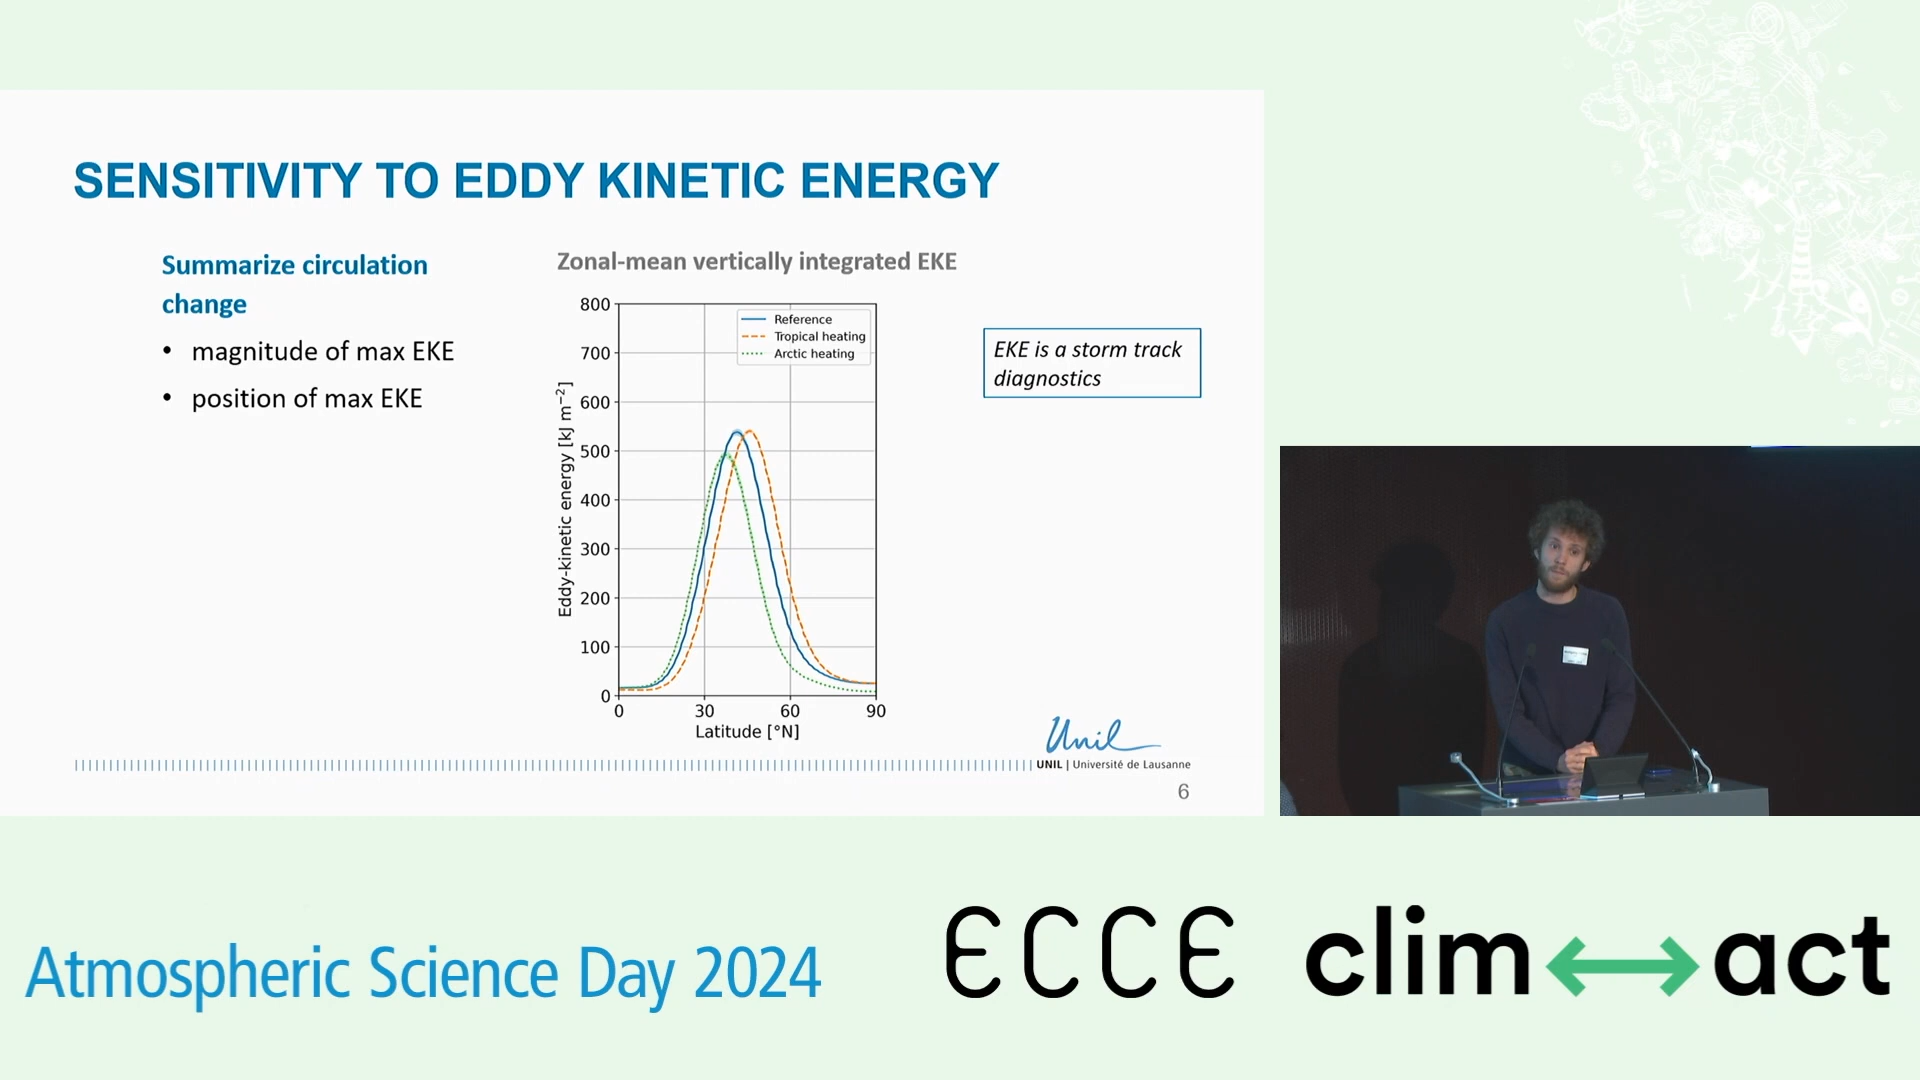 SENSITIVITY TO EDDY KINETIC ENERGY
Summarize circulation
change
• magnitude of max EKE
• position of max EKE
Zonal-mean vertically integrated EKE
Eddy-kinetic energy [kJ m⁻²]
800
700
600
500
400
300
200
100
0
Reference
Tropical heating
Arctic heating
0 30 60 90
Latitude [°N]
EKE is a storm track
diagnostics
Unil
UNIL | Université de Lausanne
6
Atmospheric Science Day 2024
ECCE
clim act